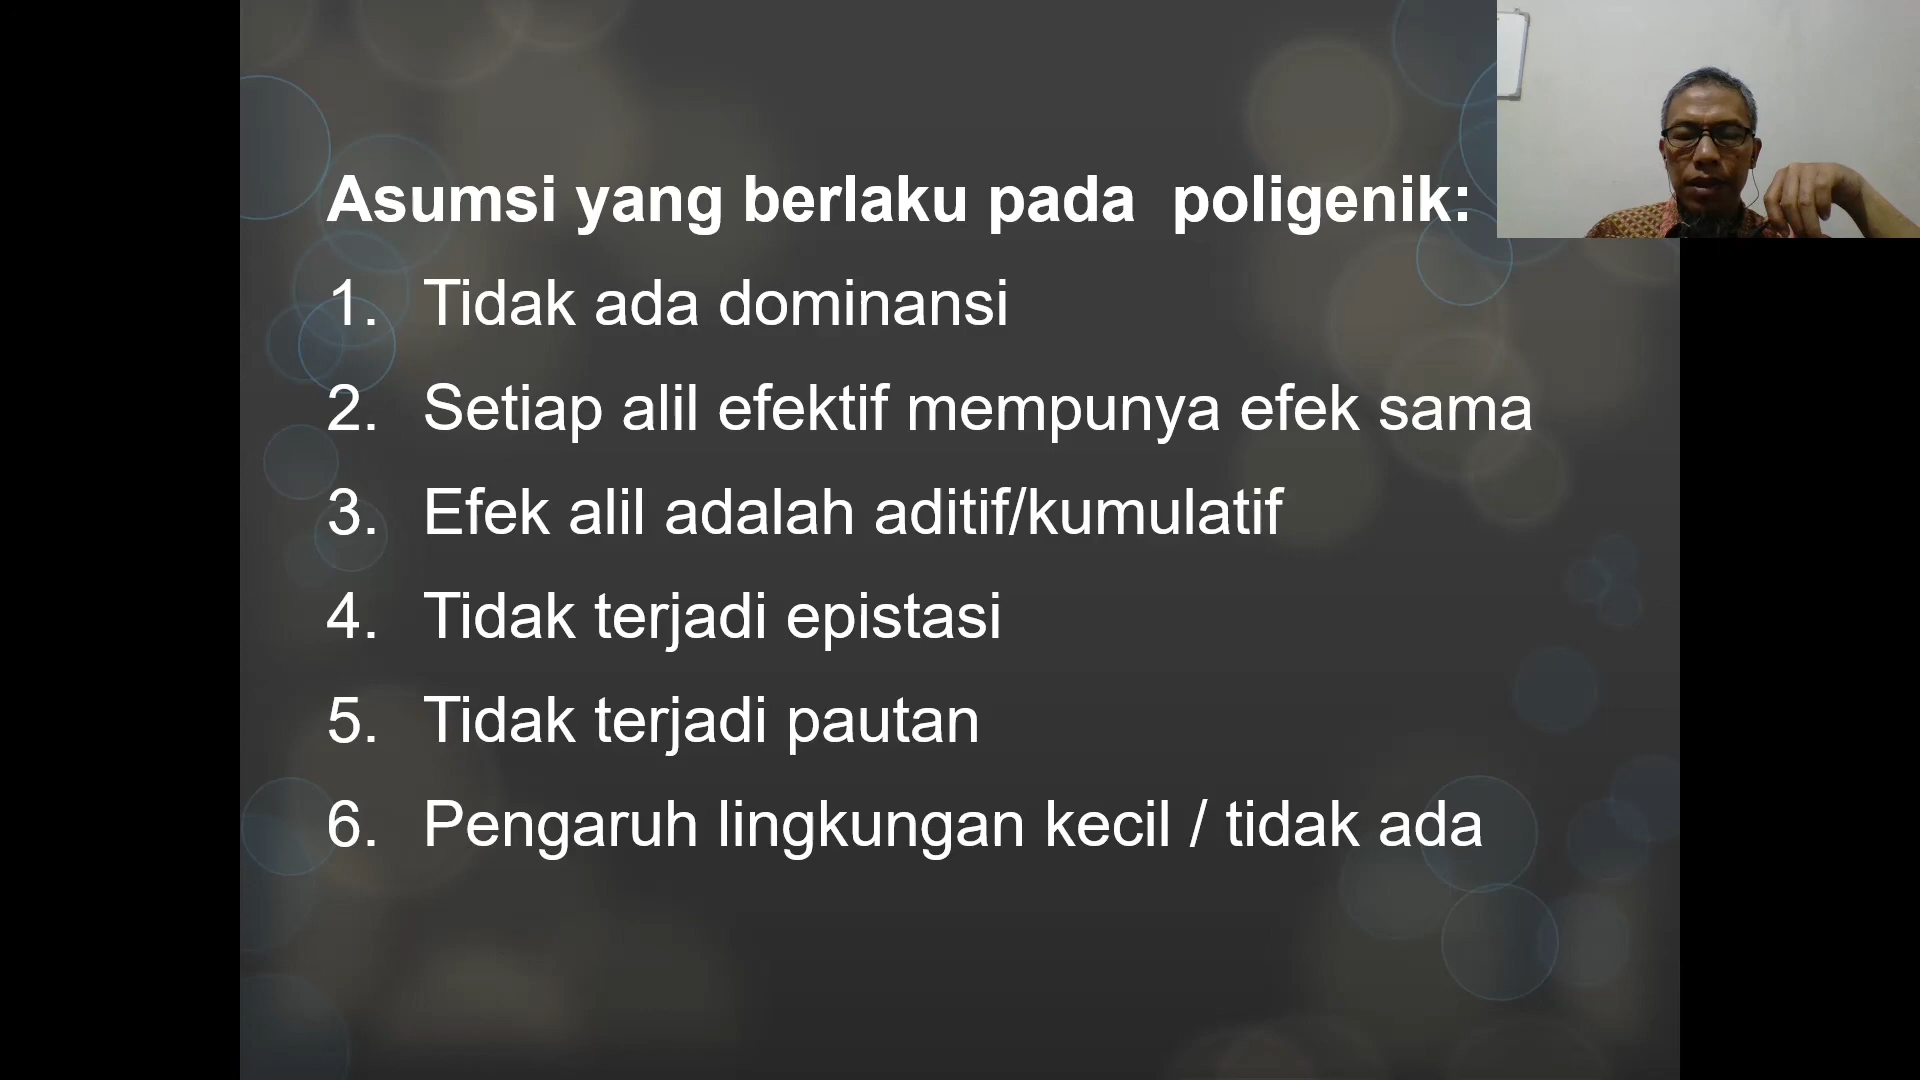 Asumsi yang berlaku pada  poligenik:
1. Tidak ada dominansi
2. Setiap alil efektif mempunya efek sama
3. Efek alil adalah aditif/kumulatif
4. Tidak terjadi epistasi
5. Tidak terjadi pautan
6. Pengaruh lingkungan kecil / tidak ada